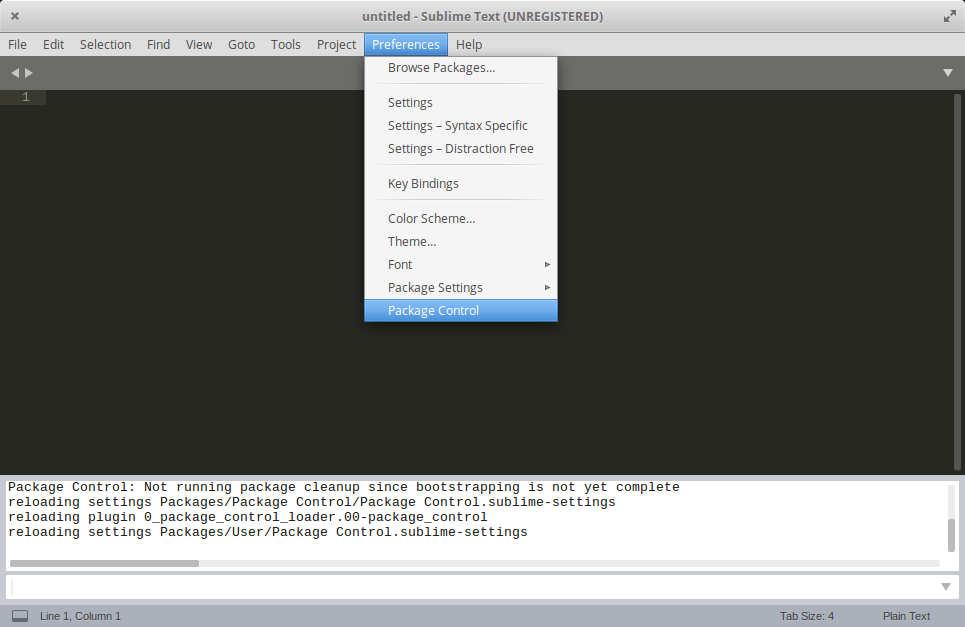 untitled - Sublime Text (UNREGISTERED)
File Edit Selection Find View Goto Tools Project Preferences Help
Browse Packages...
1
Settings
Settings – Syntax Specific
Settings – Distraction Free
Key Bindings
Color Scheme...
Theme...
Font
Package Settings
Package Control
Package Control: Not running package cleanup since bootstrapping is not yet complete
reloading settings Packages/Package Control/Package Control.sublime-settings
reloading plugin 0_package_control_loader.00-package_control
reloading settings Packages/User/Package Control.sublime-settings
Line 1, Column 1 Tab Size: 4 Plain Text